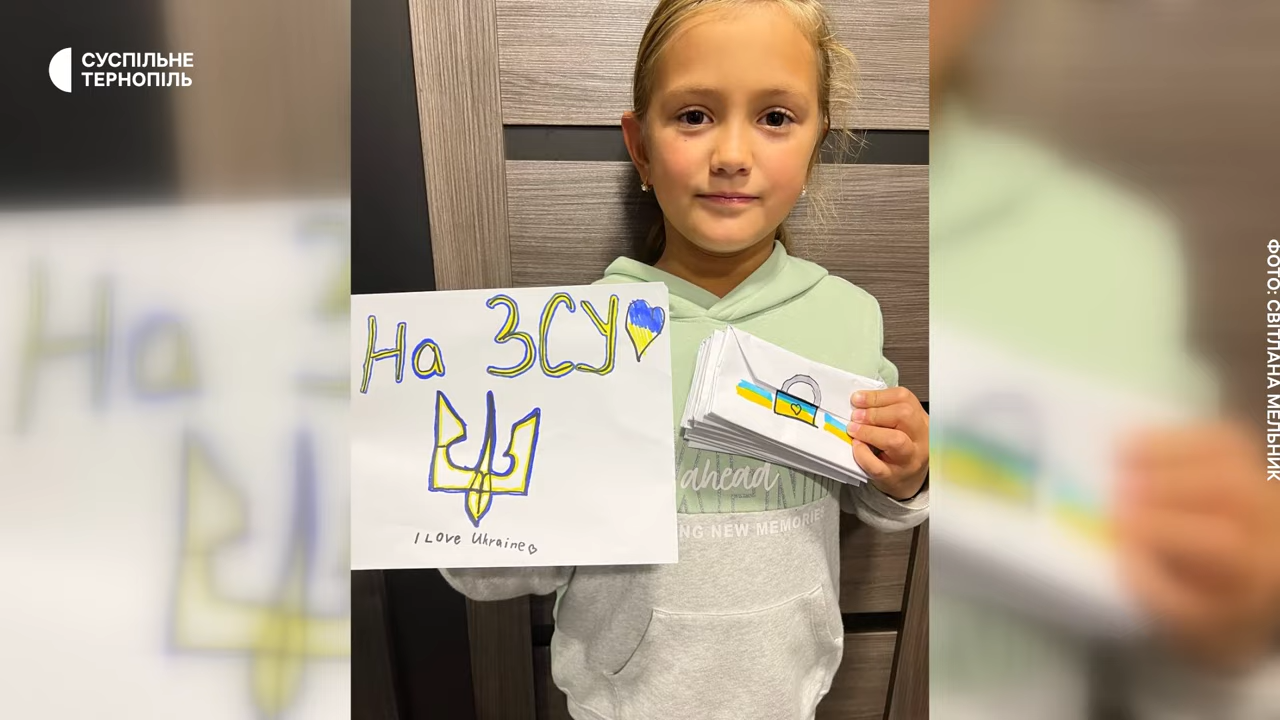 СУСПІЛЬНЕ
ТЕРНОПІЛЬ
На ЗСУ
I Love Ukraine
ahead
NG NEW MEMORIES
ФОТО: СВІТЛАНА МЕЛЬНИК